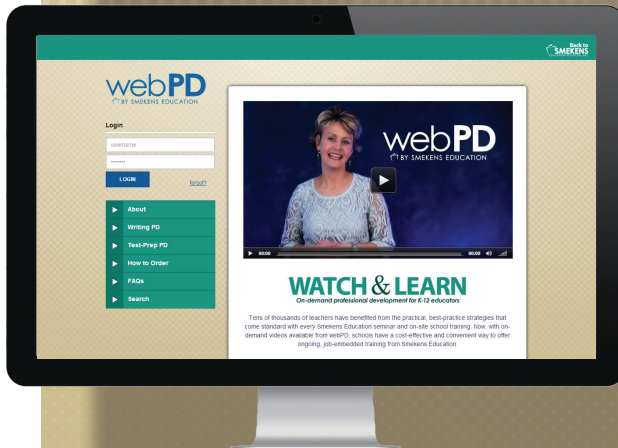 Back to
SMEKENS
webPD
BY SMEKENS EDUCATION
Login
username
LOGIN
forgot?
About
Writing PD
Test-Prep PD
How to Order
FAQs
Search
webPD
BY SMEKENS EDUCATION
00:00
00:00
WATCH & LEARN
On-demand professional development for K-12 educators
Tens of thousands of teachers have benefited from the practical, best-practice strategies that
come standard with every Smekens Education seminar and on-site school training. Now, with on-
demand videos available from webPD, schools have a cost-effective and convenient way to offer
ongoing, job-embedded training from Smekens Education